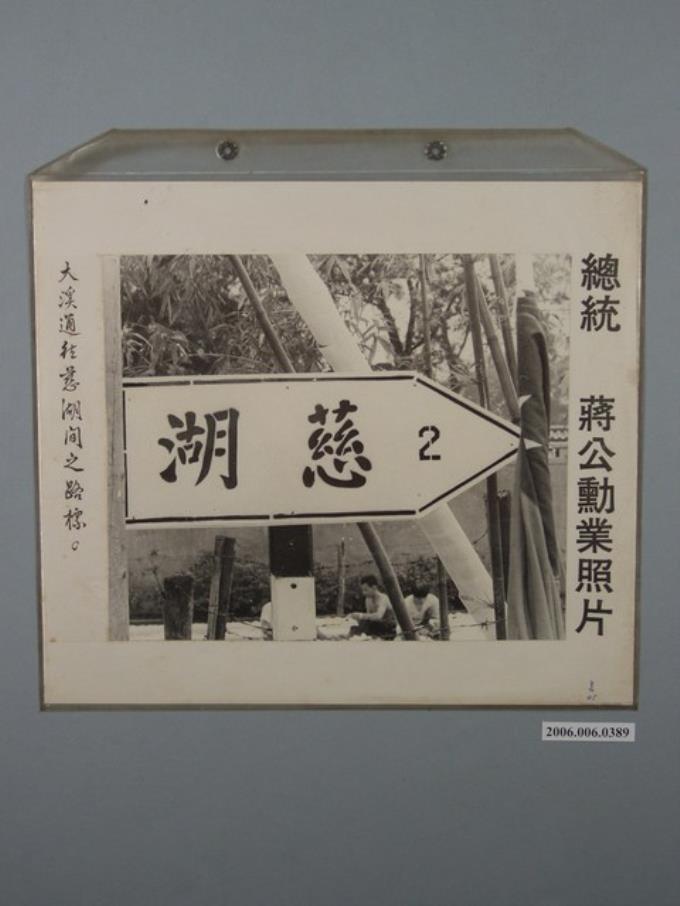 總統 蔣公勳業照片
慈湖
2
大溪通往慈湖間之路標。
2006.006.0389